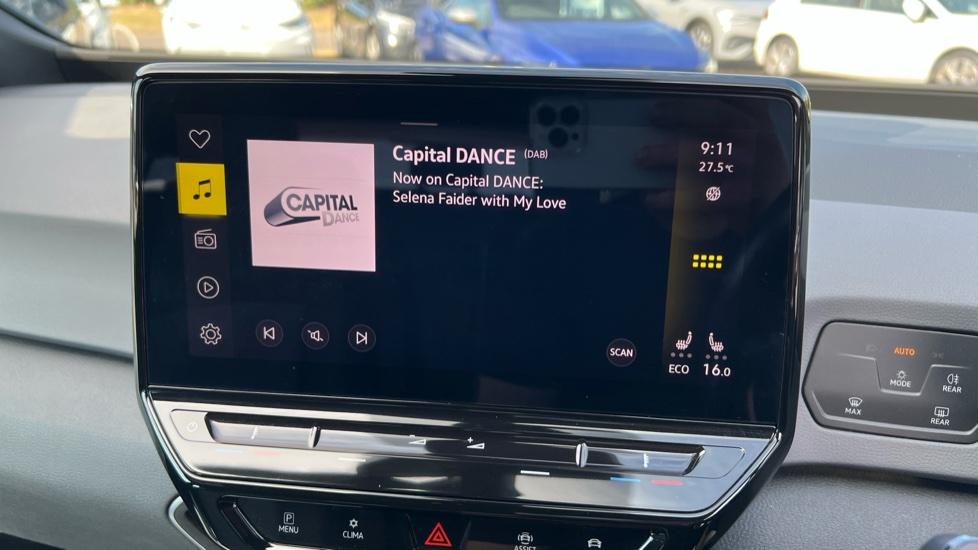 Capital DANCE (DAB)
Now on Capital DANCE:
Selena Faider with My Love
CAPITAL
DANCE
SCAN
9:11
27.5°C
ECO 16.0
AUTO
MODE
REAR
MAX
REAR
P
MENU
CLIMA
ASSIST